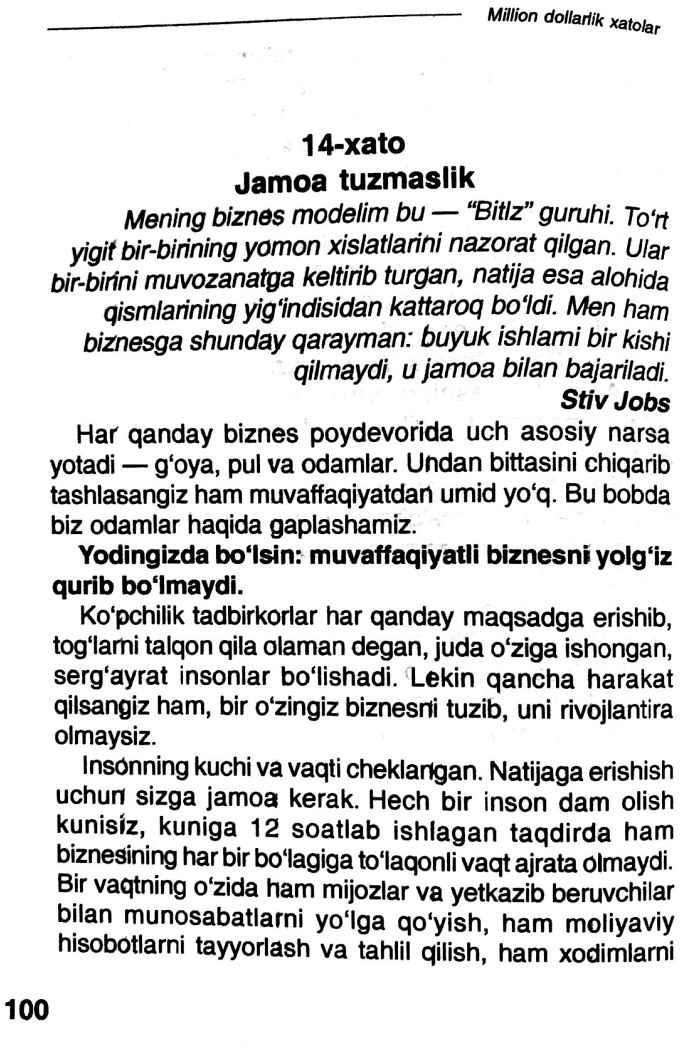 Million dollarlik xatolar
14-xato
Jamoa tuzmaslik
Mening biznes modelim bu — “Bitlz” guruhi. To‘rt
yigit bir-birining yomon xislatlarini nazorat qilgan. Ular
bir-birini muvozanatga keltirib turgan, natija esa alohida
qismlarining yig‘indisidan kattaroq bo‘ldi. Men ham
biznesga shunday qarayman: buyuk ishlarni bir kishi
qilmaydi, u jamoa bilan bajariladi.
Stiv Jobs
Har qanday biznes poydevorida uch asosiy narsa
yotadi — g‘oya, pul va odamlar. Undan bittasini chiqarib
tashlasangiz ham muvaffaqiyatdan umid yo‘q. Bu bobda
biz odamlar haqida gaplashamiz.
Yodingizda bo‘lsin: muvaffaqiyatli biznesni yolg‘iz
qurib bo‘lmaydi.
Ko‘pchilik tadbirkorlar har qanday maqsadga erishib,
tog‘larni talqon qila olaman degan, juda o‘ziga ishongan,
serg‘ayrat insonlar bo‘lishadi. Lekin qancha harakat
qilsangiz ham, bir o‘zingiz biznesni tuzib, uni rivojlantira
olmaysiz.
Insonning kuchi va vaqti cheklangan. Natijaga erishish
uchun sizga jamoa kerak. Hech bir inson dam olish
kunisiz, kuniga 12 soatlab ishlagan taqdirda ham
biznesining har bir bo‘lagiga to‘laqonli vaqt ajrata olmaydi.
Bir vaqtning o‘zida ham mijozlar va yetkazib beruvchilar
bilan munosabatlarni yo‘lga qo‘yish, ham moliyaviy
hisobotlarni tayyorlash va tahlil qilish, ham xodimlarni
100